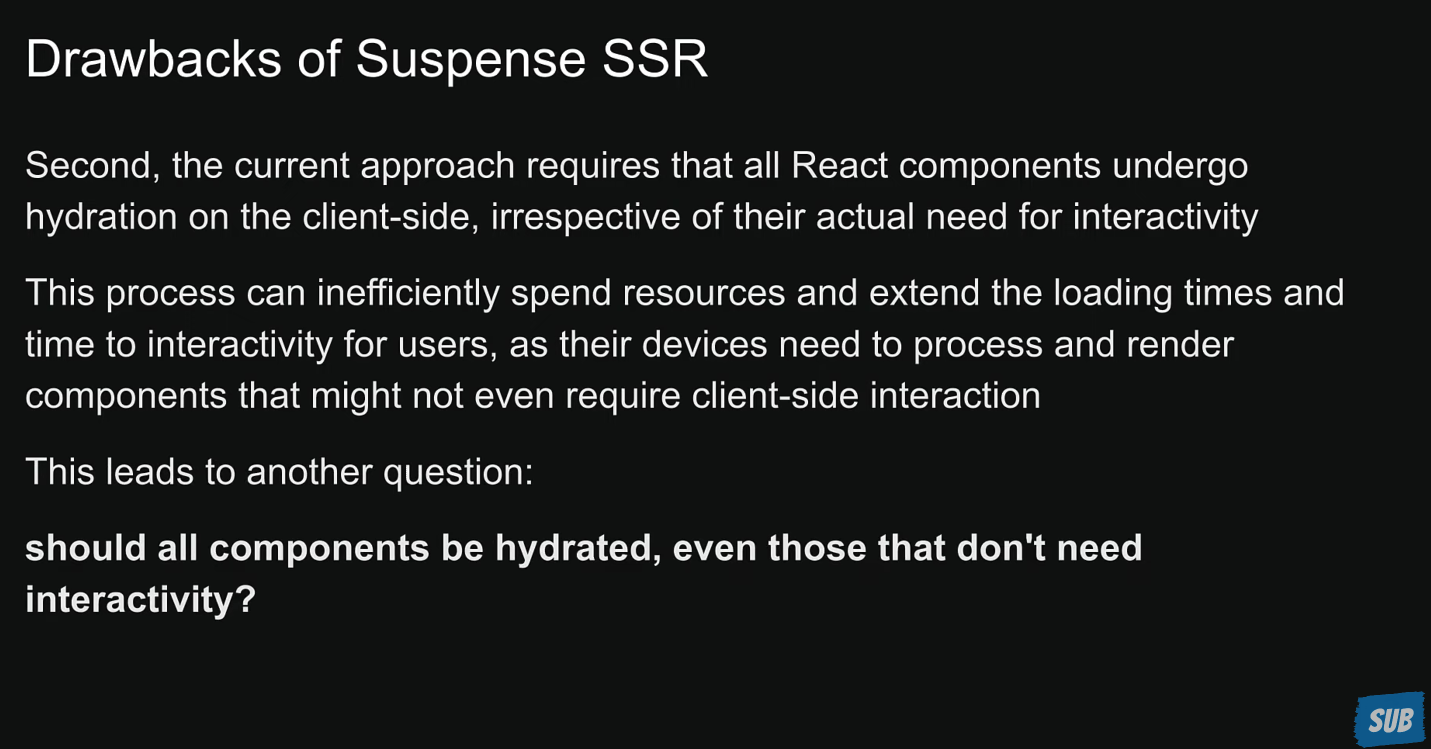 Drawbacks of Suspense SSR
Second, the current approach requires that all React components undergo
hydration on the client-side, irrespective of their actual need for interactivity
This process can inefficiently spend resources and extend the loading times and
time to interactivity for users, as their devices need to process and render
components that might not even require client-side interaction
This leads to another question:
should all components be hydrated, even those that don't need
interactivity?
SUB